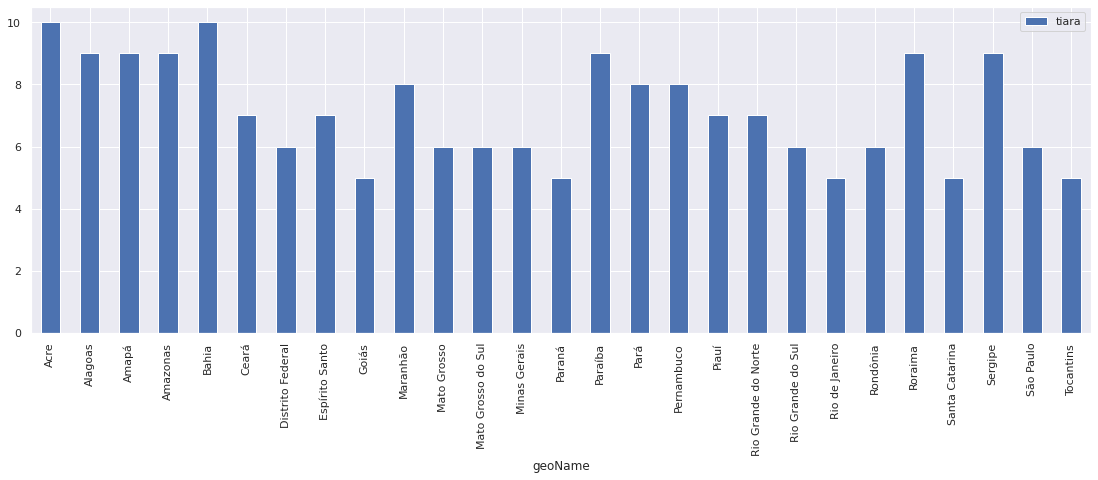 tiara
10
8
6
4
2
0
Acre
Alagoas
Amapá
Amazonas
Bahia
Ceará
Distrito Federal
Espírito Santo
Goiás
Maranhão
Mato Grosso
Mato Grosso do Sul
Minas Gerais
Paraná
Paraíba
Pará
Pernambuco
Piauí
Rio Grande do Norte
Rio Grande do Sul
Rio de Janeiro
Rondônia
Roraima
Santa Catarina
Sergipe
São Paulo
Tocantins
geoName